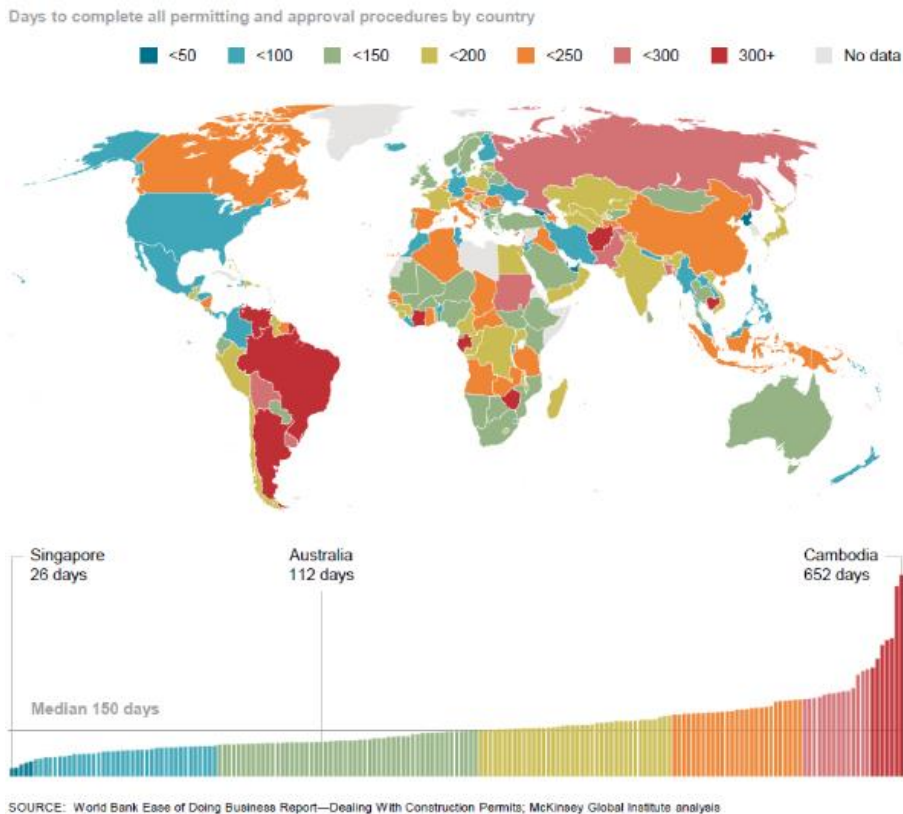 Days to complete all permitting and approval procedures by country
<50 <100 <150 <200 <250 <300 300+ No data
Singapore
26 days
Australia
112 days
Cambodia
652 days
Median 150 days
SOURCE: World Bank Ease of Doing Business Report—Dealing With Construction Permits; McKinsey Global Institute analysis